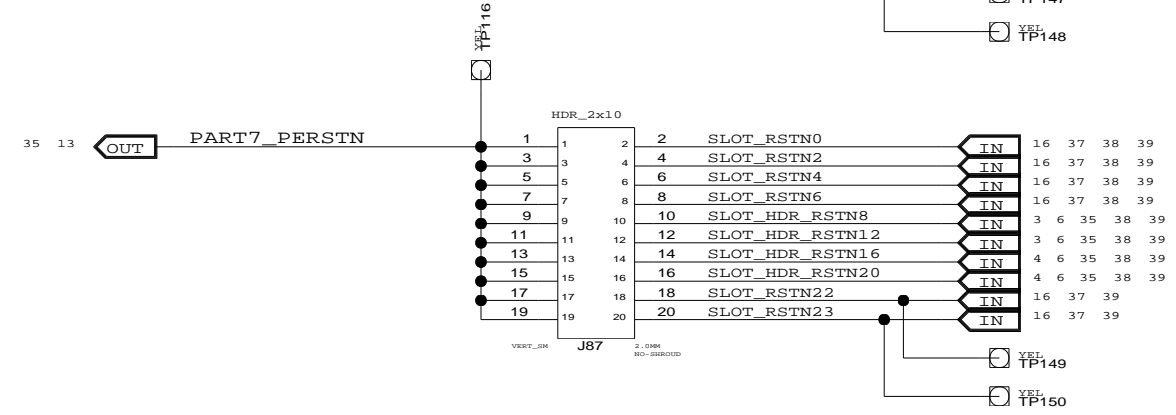 TP147
YEL
TP148
YEL
TP116
HDR_2x10
35 13 OUT PART7_PERSTN
1 1 2 2 SLOT_RSTN0 IN 16 37 38 39
3 3 4 4 SLOT_RSTN2 IN 16 37 38 39
5 5 6 6 SLOT_RSTN4 IN 16 37 38 39
7 7 8 8 SLOT_RSTN6 IN 16 37 38 39
9 9 10 10 SLOT_HDR_RSTN8 IN 3 6 35 38 39
11 11 12 12 SLOT_HDR_RSTN12 IN 3 6 35 38 39
13 13 14 14 SLOT_HDR_RSTN16 IN 4 6 35 38 39
15 15 16 16 SLOT_HDR_RSTN20 IN 4 6 35 38 39
17 17 18 18 SLOT_RSTN22 IN 16 37 39
19 19 20 20 SLOT_RSTN23 IN 16 37 39
VERT_SM J87 2.0MM
NO-SHROUD
YEL
TP149
YEL
TP150